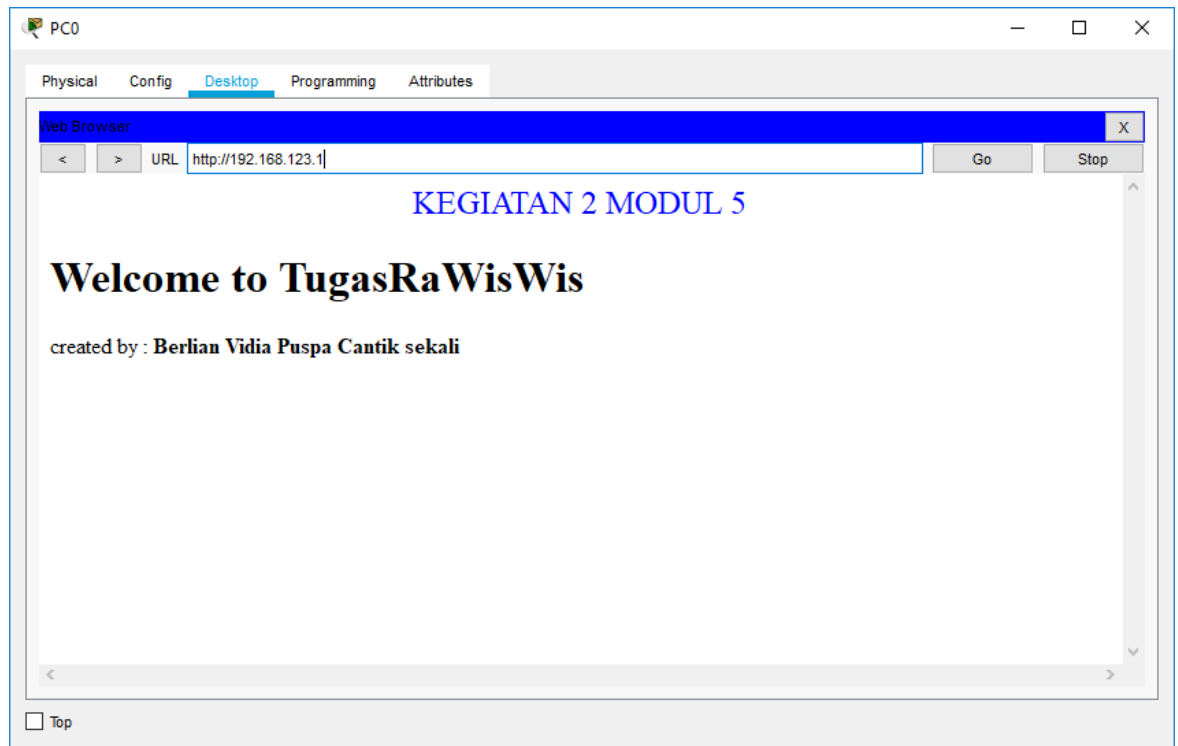 PC0
Physical Config Desktop Programming Attributes
Web Browser X
< > URL http://192.168.123.1 Go Stop
KEGIATAN 2 MODUL 5
Welcome to TugasRaWisWis
created by : Berlian Vidia Puspa Cantik sekali
Top